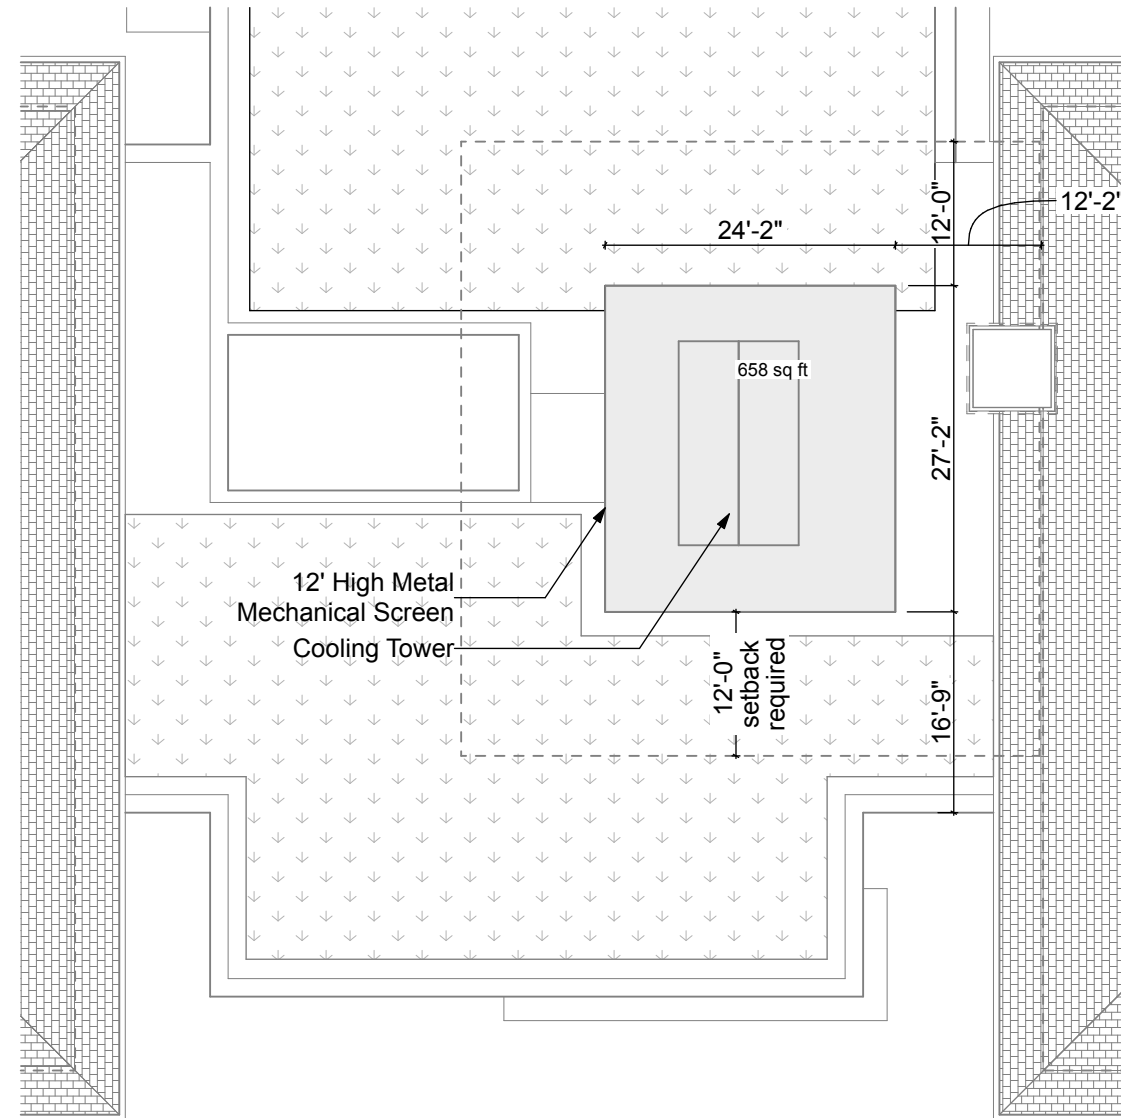 12'-0"
12'-2"
24'-2"
658 sq ft
27'-2"
12' High Metal
Mechanical Screen
Cooling Tower
12'-0"
setback
required
16'-9"